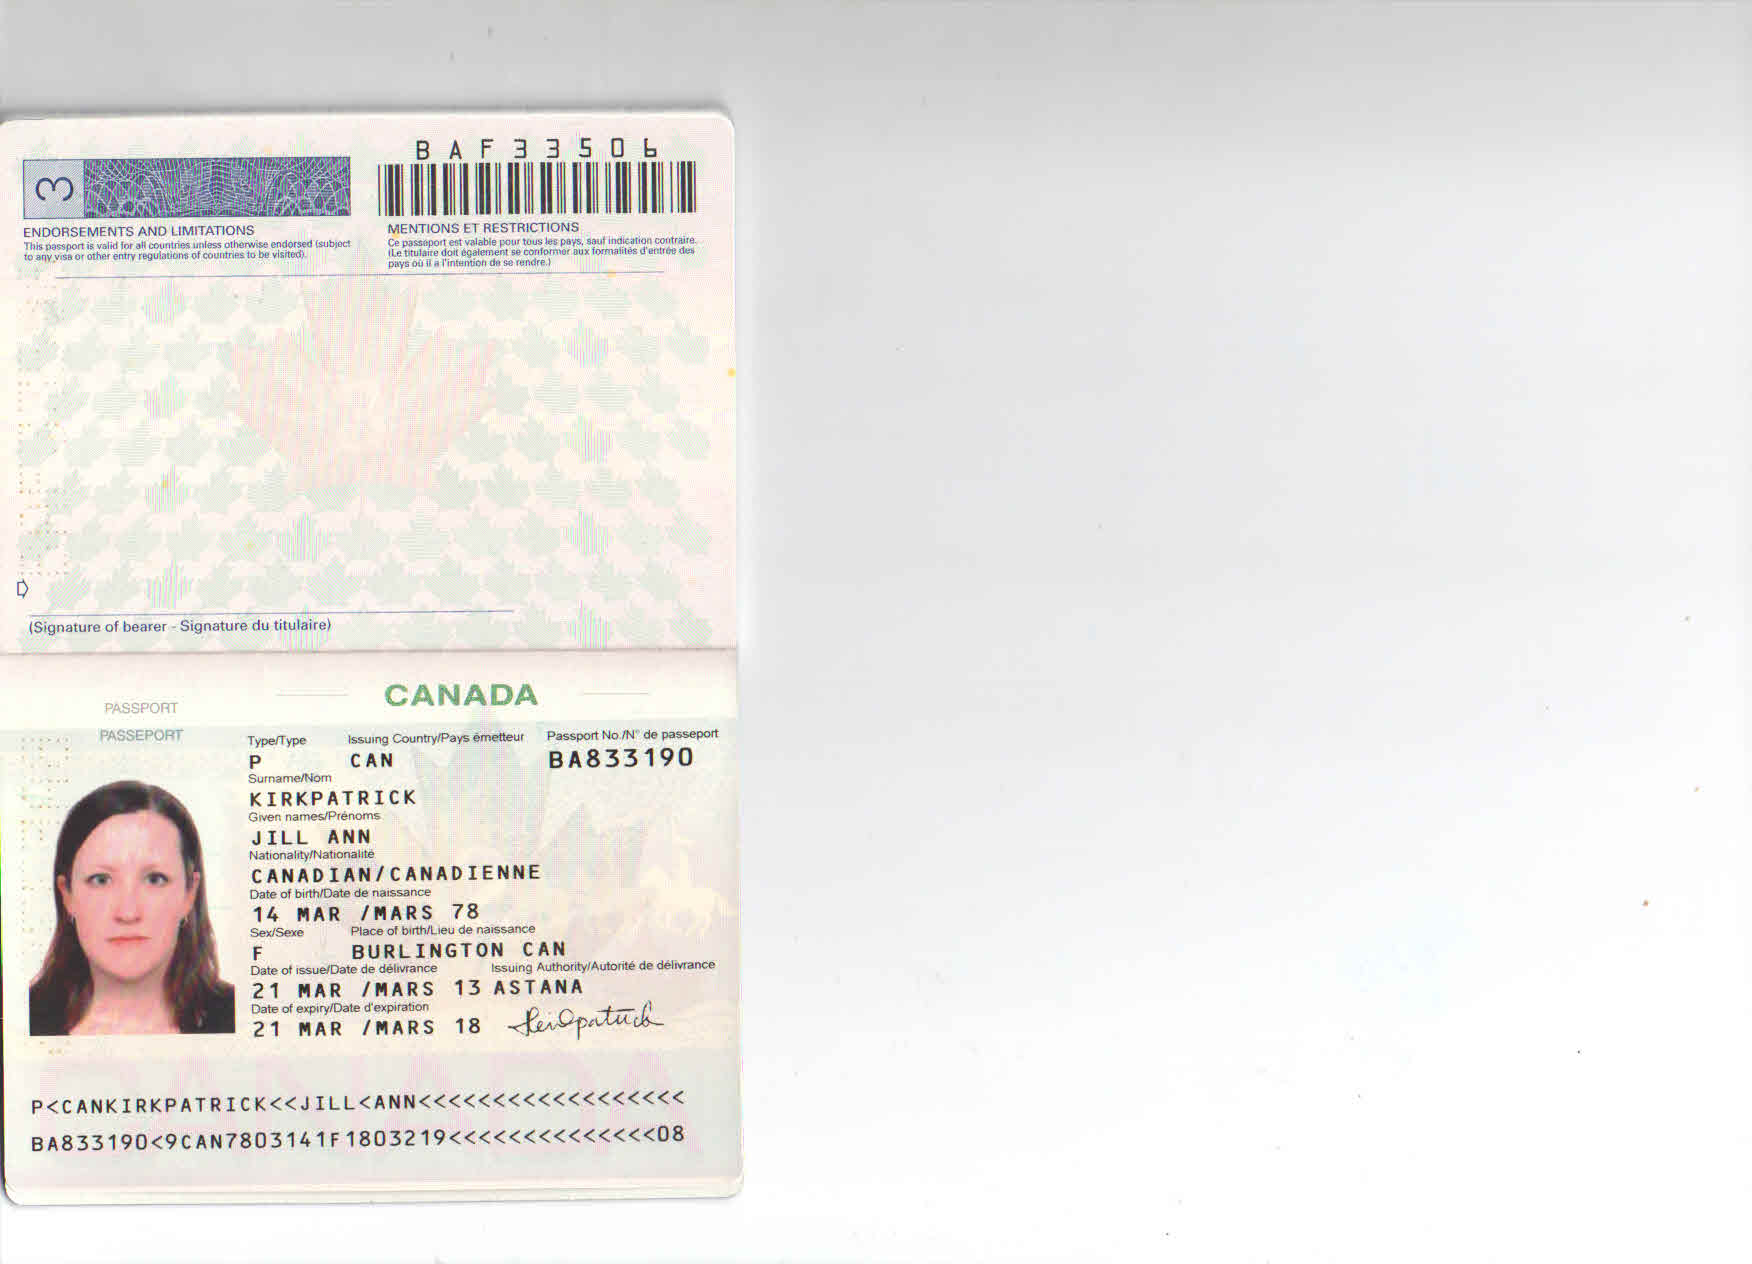 BAF33506
3
ENDORSEMENTS AND LIMITATIONS
This passport is valid for all countries unless otherwise endorsed (subject
to any visa or other entry regulations of countries to be visited).
MENTIONS ET RESTRICTIONS
Ce passeport est valable pour tous les pays, sauf indication contraire.
(Le titulaire doit également se conformer aux formalités d'entrée des
pays où il a l'intention de se rendre.)
(Signature of bearer - Signature du titulaire)
CANADA
PASSPORT
PASSEPORT
Type/Type Issuing Country/Pays émetteur Passport No./N° de passeport
P CAN BA833190
Surname/Nom
KIRKPATRICK
Given names/Prénoms
JILL ANN
Nationality/Nationalité
CANADIAN/CANADIENNE
Date of birth/Date de naissance
14 MAR /MARS 78
Sex/Sexe Place of birth/Lieu de naissance
F BURLINGTON CAN
Date of issue/Date de délivrance Issuing Authority/Autorité de délivrance
21 MAR /MARS 13 ASTANA
Date of expiry/Date d'expiration
21 MAR /MARS 18
P<CANKIRKPATRICK<<JILL<ANN<<<<<<<<<<<<<<<<<<
BA833190<9CAN7803141F1803219<<<<<<<<<<<<<<08